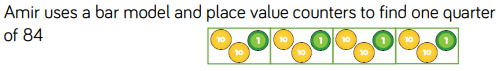 Amir uses a bar model and place value counters to find one quarter
of 84
10 1 10 1 10 1 10 1
10 10 10 10